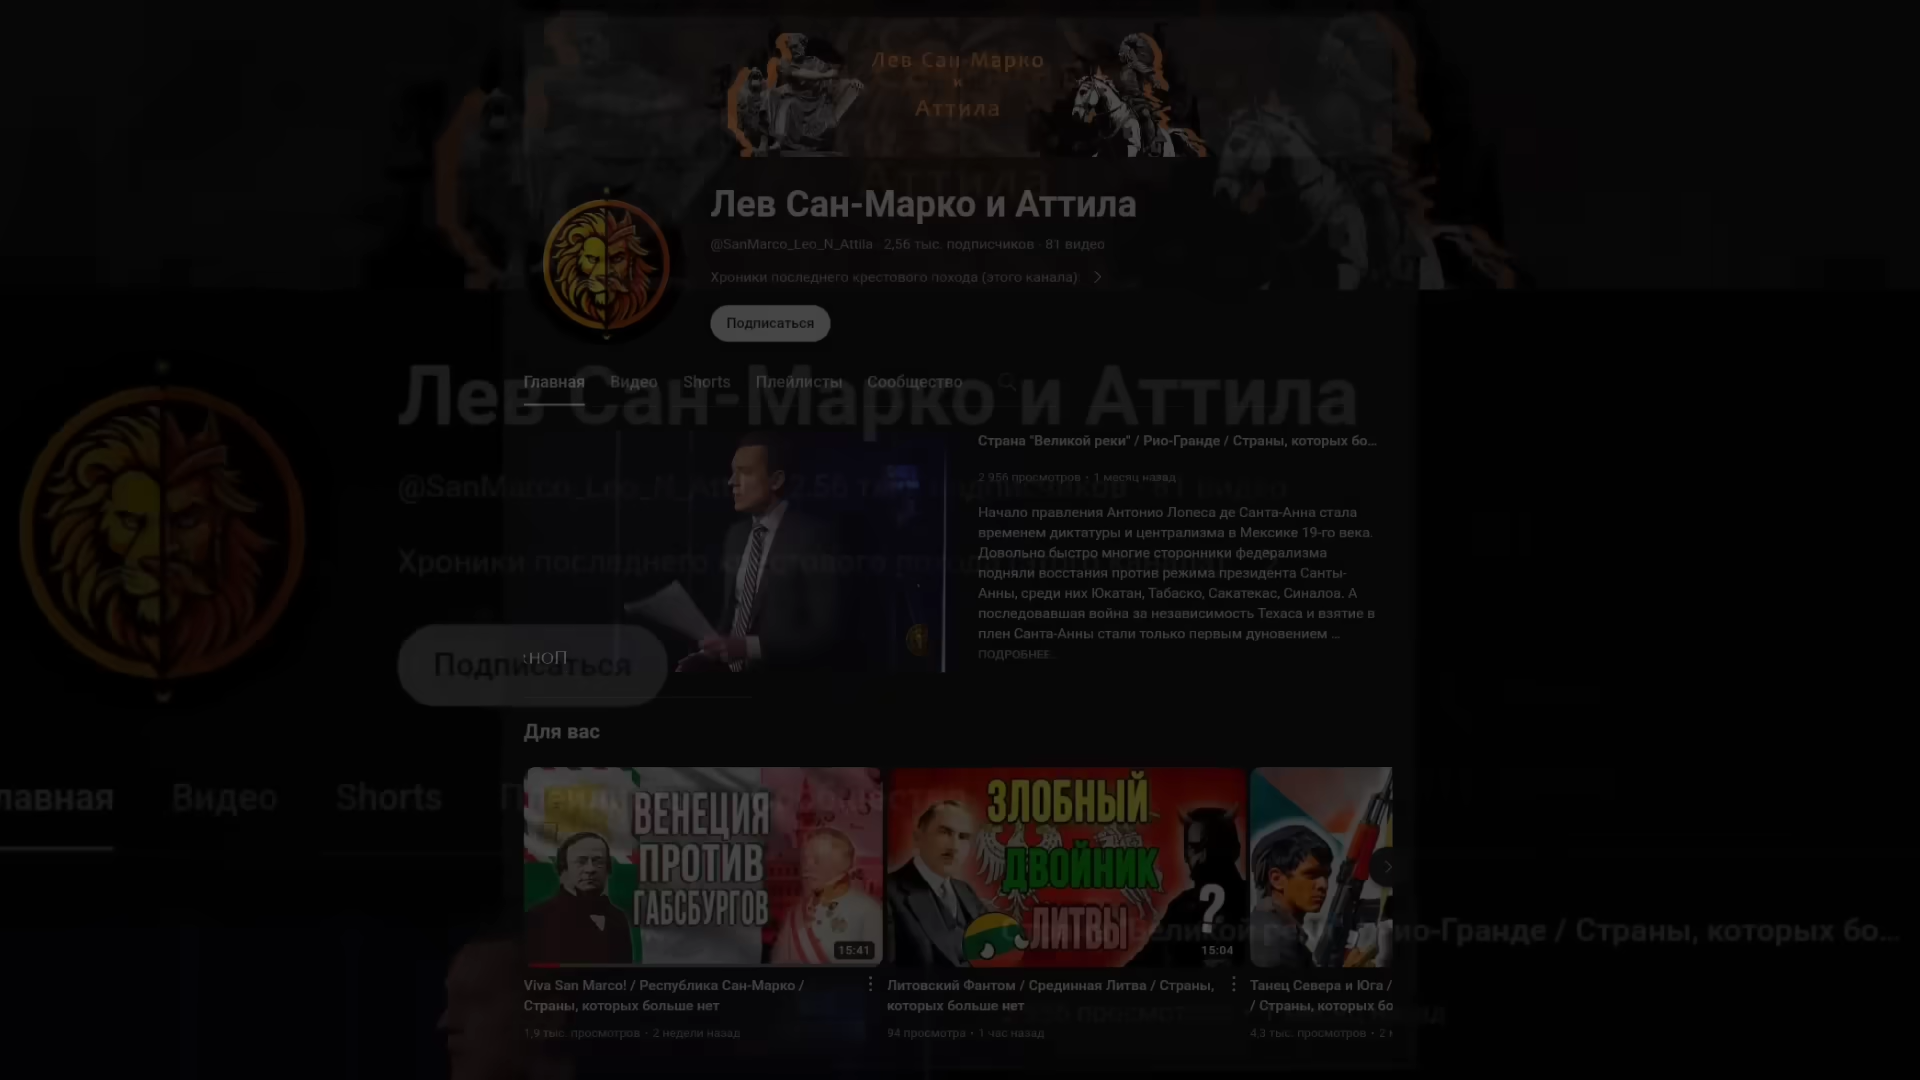 Лев Сан-Марко
и
Аттила
Лев Сан-Марко и Аттила
@SanMarco_Leo_N_Attila · 2,56 тыс. подписчиков · 81 видео
Хроники последнего крестового похода (этого канала)
Подписаться
Главная Видео Shorts Плейлисты Сообщество
Страна "Великой реки" / Рио-Гранде / Страны, которых бо...
2 956 просмотров · 1 месяц назад
Начало правления Антонио Лопеса де Санта-Анна стала
временем диктатуры и централизма в Мексике 19-го века.
Довольно быстро многие сторонники федерализма
подняли восстания против режима президента Санты-
Анны, среди них Юкатан, Табаско, Сакатекас, Синалоа. А
последовавшая война за независимость Техаса и взятие в
плен Санта-Анны стали только первым дуновением ...
ПОДРОБНЕЕ...
Для вас
ВЕНЕЦИЯ
ПРОТИВ
ГАБСБУРГОВ
15:41
ЗЛОБНЫЙ
ДВОЙНИК
ЛИТВЫ
?
15:04
Viva San Marco! / Республика Сан-Марко /
Страны, которых больше нет
1,9 тыс. просмотров · 2 недели назад
Литовский Фантом / Срединная Литва / Страны,
которых больше нет
94 просмотра · 1 час назад
Танец Севера и Юга /
/ Страны, которых бо
4,3 тыс. просмотров · 2
Лев Сан-Марко и Аттила
Подписаться
лавная Видео Shorts
Рио-Гранде / Страны, которых бо...